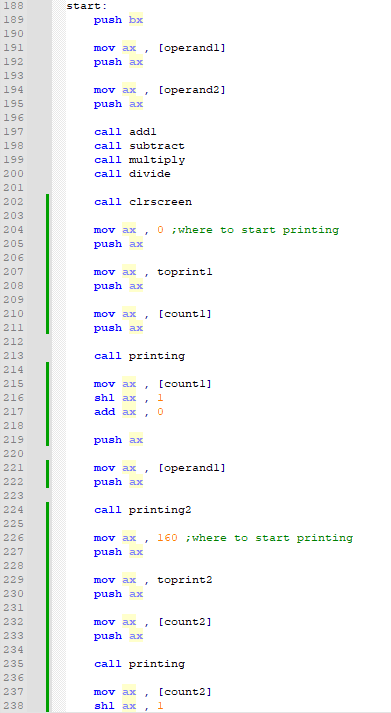 188 start:
189 push bx
190
191 mov ax , [operand1]
192 push ax
193
194 mov ax , [operand2]
195 push ax
196
197 call add1
198 call subtract
199 call multiply
200 call divide
201
202 call clrscreen
203
204 mov ax , 0 ;where to start printing
205 push ax
206
207 mov ax , toprint1
208 push ax
209
210 mov ax , [count1]
211 push ax
212
213 call printing
214
215 mov ax , [count1]
216 shl ax , 1
217 add ax , 0
218
219 push ax
220
221 mov ax , [operand1]
222 push ax
223
224 call printing2
225
226 mov ax , 160 ;where to start printing
227 push ax
228
229 mov ax , toprint2
230 push ax
231
232 mov ax , [count2]
233 push ax
234
235 call printing
236
237 mov ax , [count2]
238 shl ax , 1